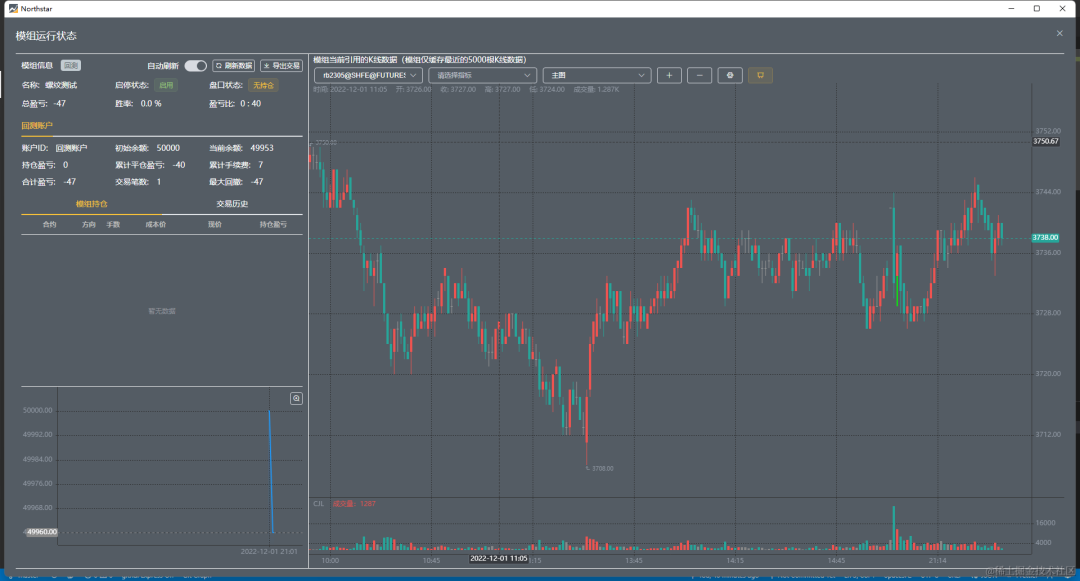 Northstar
模组运行状态
模组信息 回测 自动刷新 刷新数据 导出交易
名称: 螺纹测试 启停状态: 启用 盘口状态: 无持仓
总盈亏: -47 胜率: 0.0 % 盈亏比: 0 : 40
回测账户
账户ID: 回测账户 初始余额: 50000 当前余额: 49953
持仓盈亏: 0 累计平仓盈亏: -40 累计手续费: 7
合计盈亏: -47 交易笔数: 1 最大回撤: -47
模组持仓 交易历史
合约 方向 手数 成本价 现价 持仓盈亏
暂无数据
50000.00
49992.00
49984.00
49976.00
49968.00
49960.00
2022-12-01 21:01
模组当前引用的K线数据（模组仅缓存最近的5000根K线数据）
rb2305@SHFE@FUTURES 请选择指标 主图
时间: 2022-12-01 11:05 开: 3726.00 收: 3727.00 高: 3727.00 低: 3724.00 成交量: 1.287K
3750.65
3752.00
3750.67
3744.00
3738.00
3736.00
3728.00
3720.00
3712.00
3708.00
CJL 成交量: 1287
16000
4000
10:00 10:45 2022-12-01 11:05 :15 13:45 14:15 14:45 21:14
@稀土掘金技术社区